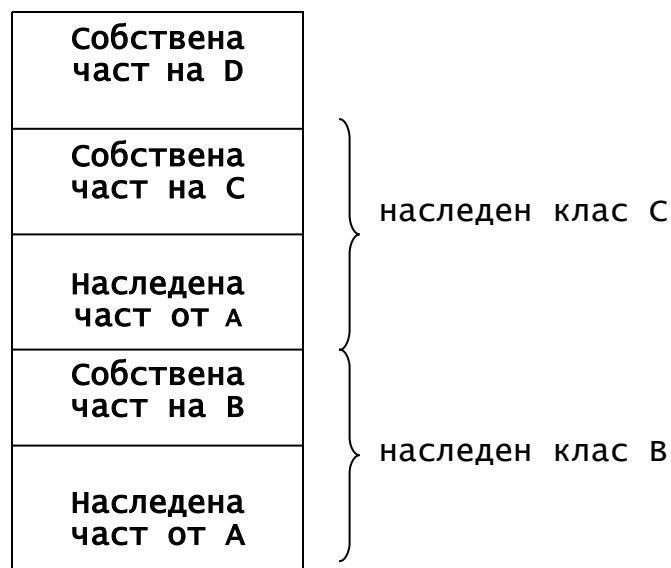 Собствена
част на D
Собствена
част на C
наследен клас C
Наследена
част от A
Собствена
част на B
наследен клас B
Наследена
част от A